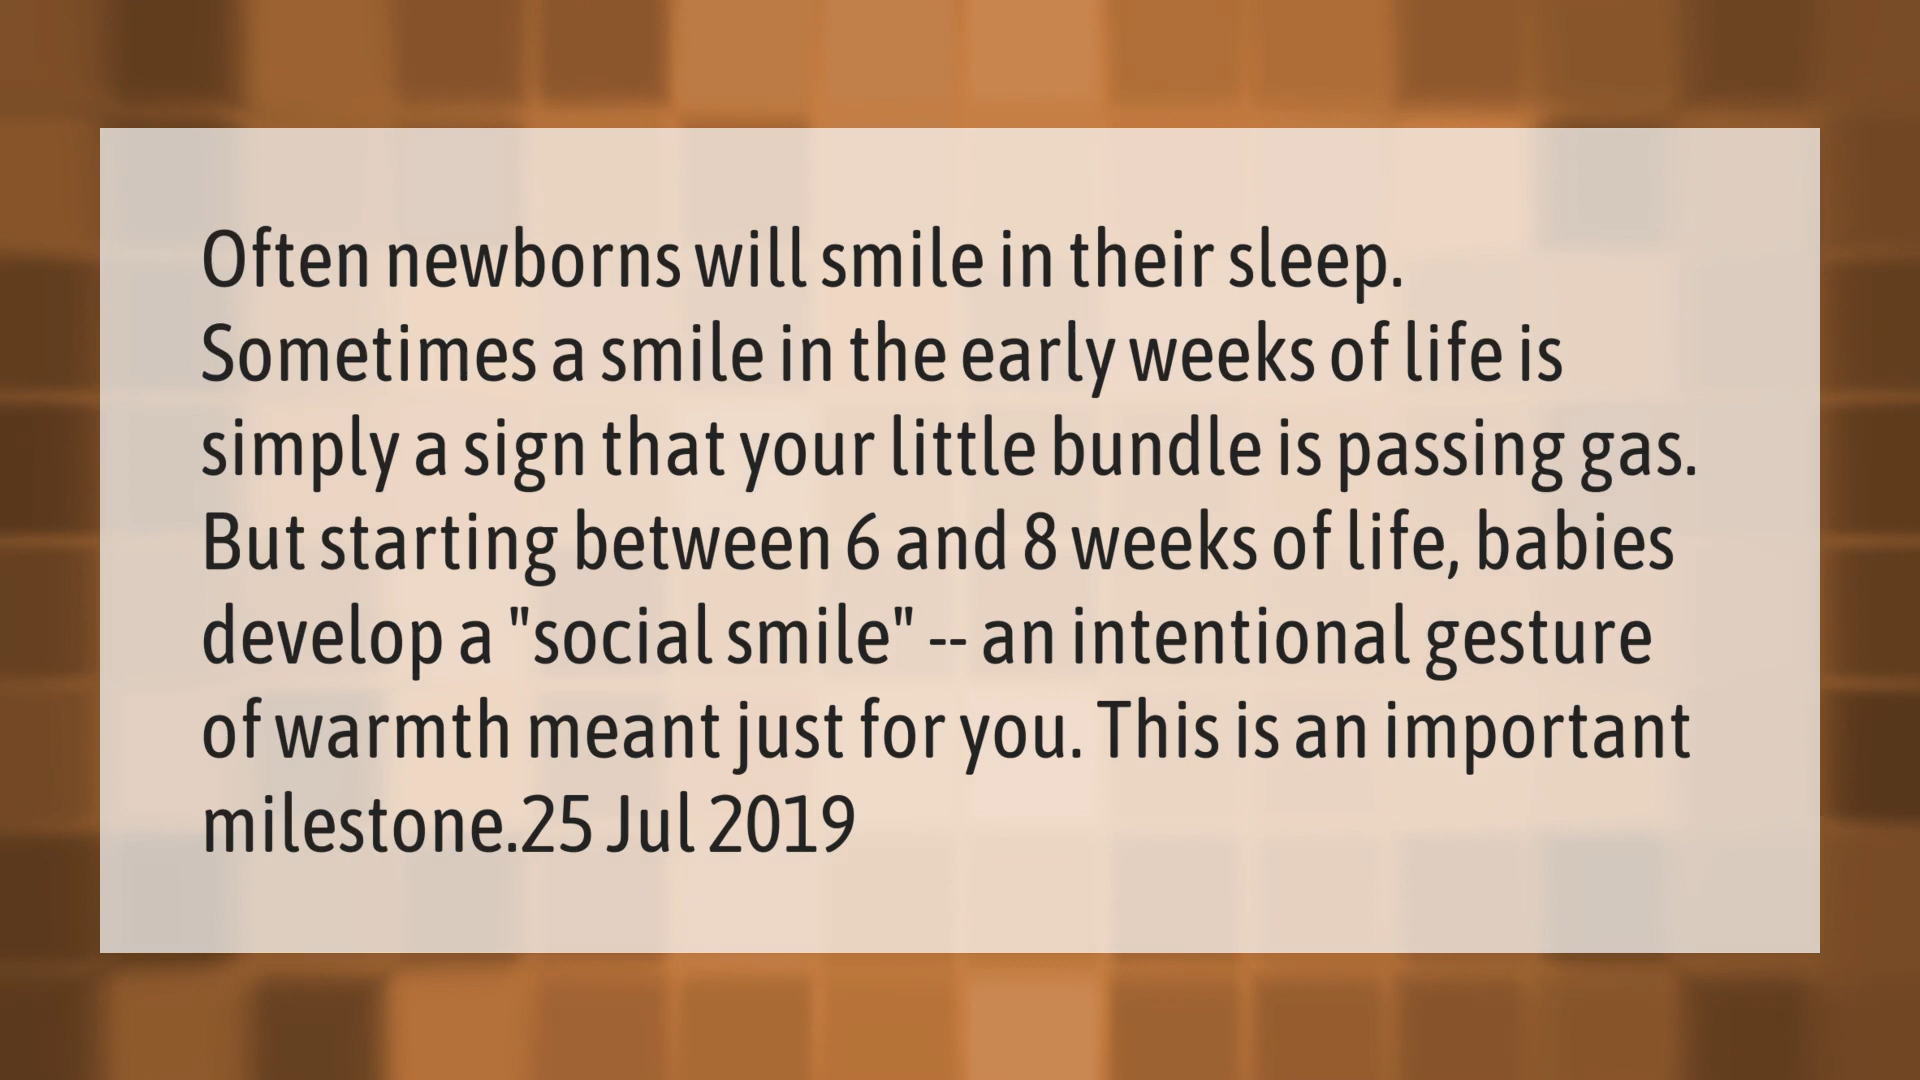 Often newborns will smile in their sleep.
Sometimes a smile in the early weeks of life is
simply a sign that your little bundle is passing gas.
But starting between 6 and 8 weeks of life, babies
develop a "social smile" -- an intentional gesture
of warmth meant just for you. This is an important
milestone.25 Jul 2019